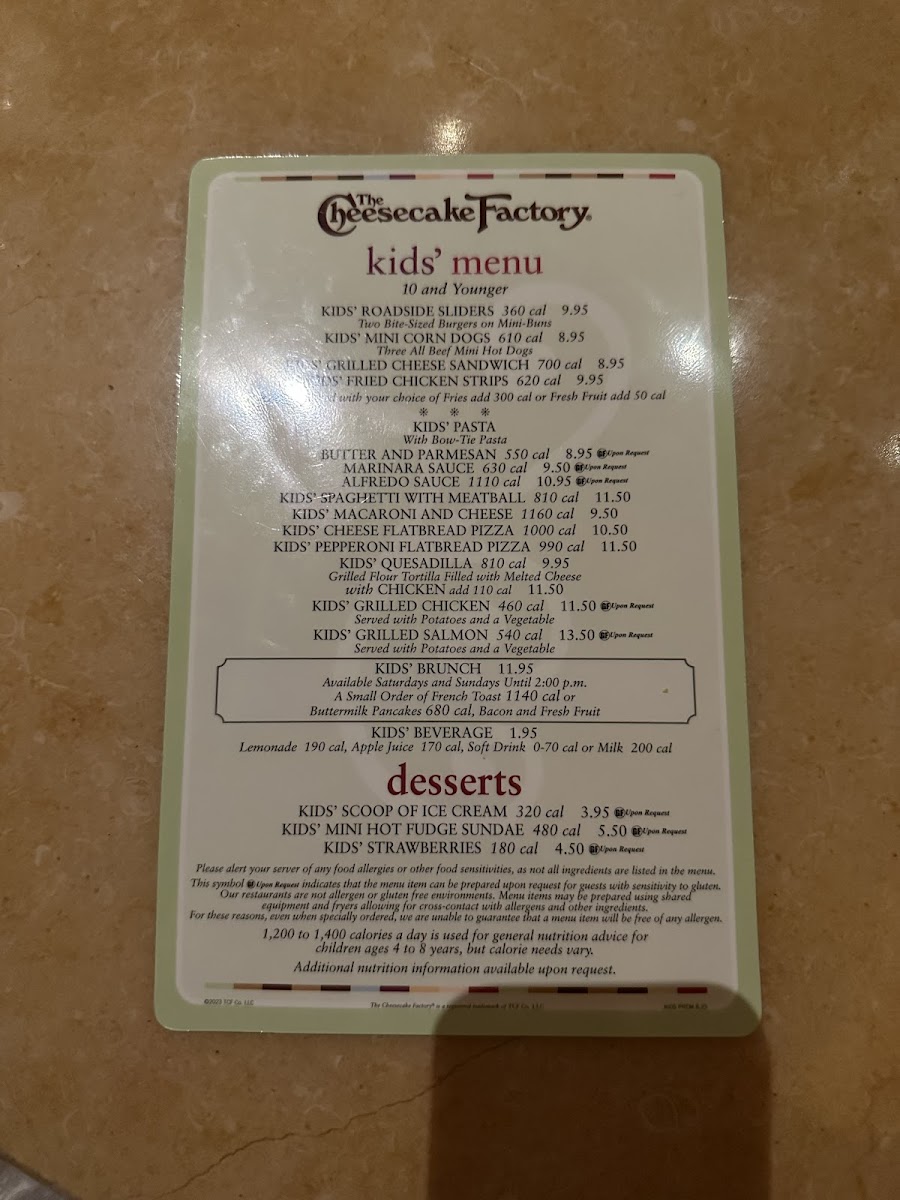 The Cheesecake Factory®
kids' menu
10 and Younger
KIDS' ROADSIDE SLIDERS 360 cal 9.95
Two Bite-Sized Burgers on Mini-Buns
KIDS' MINI CORN DOGS 610 cal 8.95
Three All Beef Mini Hot Dogs
KIDS' GRILLED CHEESE SANDWICH 700 cal 8.95
KIDS' FRIED CHICKEN STRIPS 620 cal 9.95
with your choice of Fries add 300 cal or Fresh Fruit add 50 cal
* * *
KIDS' PASTA
With Bow-Tie Pasta
BUTTER AND PARMESAN 550 cal 8.95 GF Upon Request
MARINARA SAUCE 630 cal 9.50 GF Upon Request
ALFREDO SAUCE 1110 cal 10.95 GF Upon Request
KIDS' SPAGHETTI WITH MEATBALL 810 cal 11.50
KIDS' MACARONI AND CHEESE 1160 cal 9.50
KIDS' CHEESE FLATBREAD PIZZA 1000 cal 10.50
KIDS' PEPPERONI FLATBREAD PIZZA 990 cal 11.50
KIDS' QUESADILLA 810 cal 9.95
Grilled Flour Tortilla Filled with Melted Cheese
with CHICKEN add 110 cal 11.50
KIDS' GRILLED CHICKEN 460 cal 11.50 GF Upon Request
Served with Potatoes and a Vegetable
KIDS' GRILLED SALMON 540 cal 13.50 GF Upon Request
Served with Potatoes and a Vegetable
KIDS' BRUNCH 11.95
Available Saturdays and Sundays Until 2:00 p.m.
A Small Order of French Toast 1140 cal or
Buttermilk Pancakes 680 cal, Bacon and Fresh Fruit
KIDS' BEVERAGE 1.95
Lemonade 190 cal, Apple Juice 170 cal, Soft Drink 0-70 cal or Milk 200 cal
desserts
KIDS' SCOOP OF ICE CREAM 320 cal 3.95 GF Upon Request
KIDS' MINI HOT FUDGE SUNDAE 480 cal 5.50 GF Upon Request
KIDS' STRAWBERRIES 180 cal 4.50 GF Upon Request
Please alert your server of any food allergies or other food sensitivities, as not all ingredients are listed in the menu.
This symbol GF Upon Request indicates that the menu item can be prepared upon request for guests with sensitivity to gluten.
Our restaurants are not allergen or gluten free environments. Menu items may be prepared using shared
equipment and fryers allowing for cross-contact with allergens and other ingredients.
For these reasons, even when specially ordered, we are unable to guarantee that a menu item will be free of any allergen.
1,200 to 1,400 calories a day is used for general nutrition advice for
children ages 4 to 8 years, but calorie needs vary.
Additional nutrition information available upon request.
©2023 TCF Co. LLC
The Cheesecake Factory® is a registered trademark of TCF Co. LLC